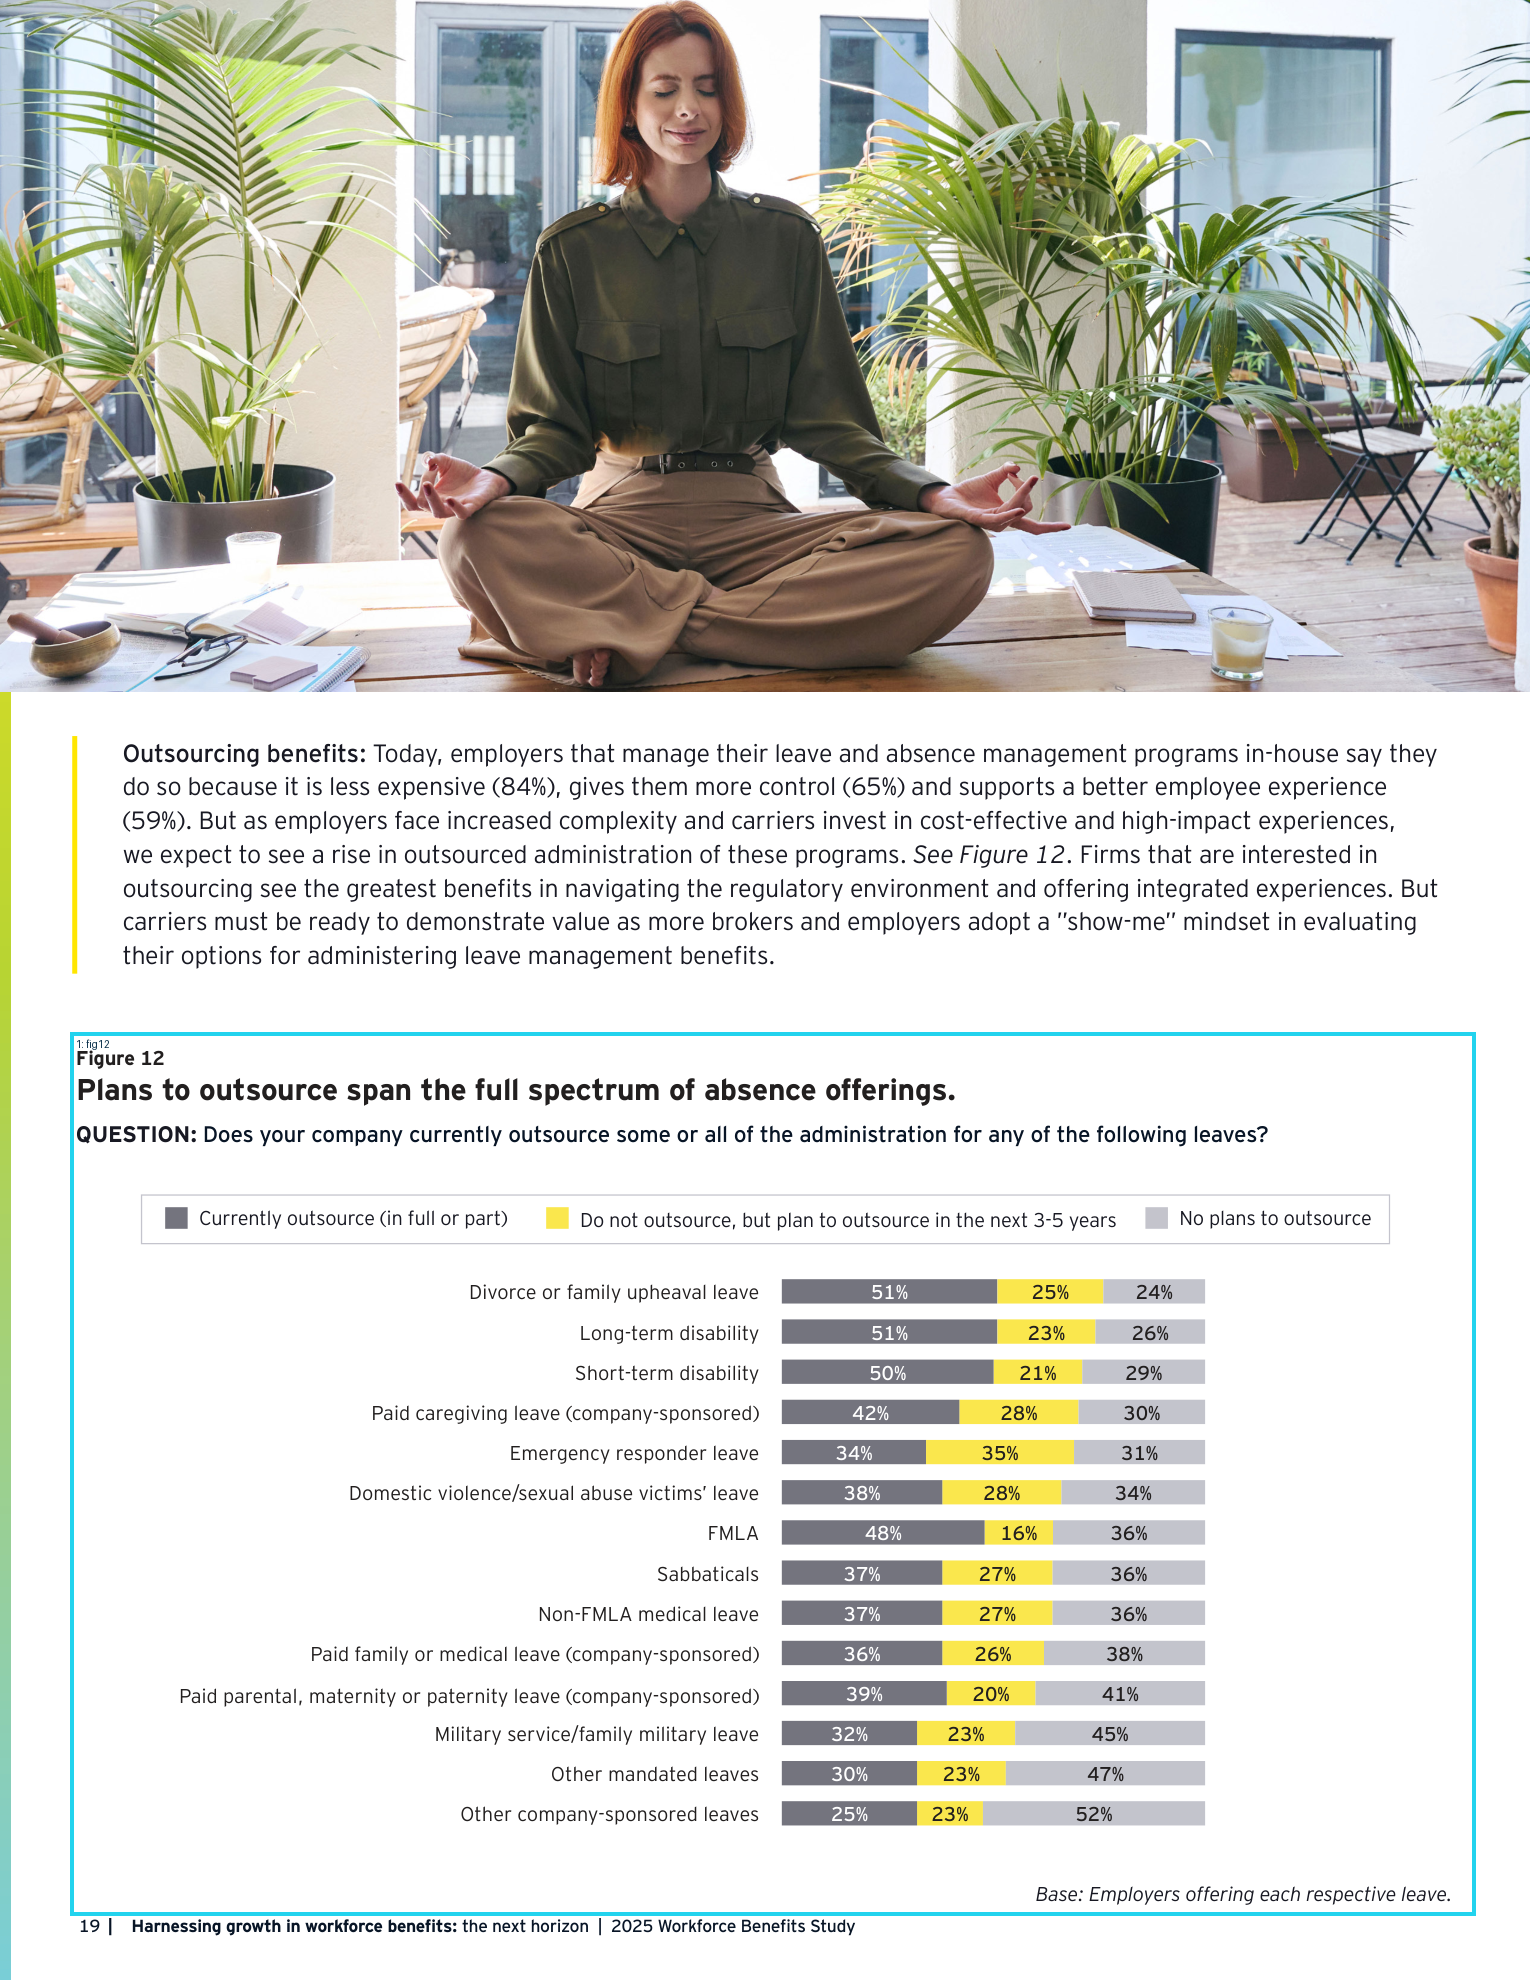 Outsourcing benefits: Today, employers that manage their leave and absence management programs in-house say they
do so because it is less expensive (84%), gives them more control (65%) and supports a better employee experience
(59%). But as employers face increased complexity and carriers invest in cost-effective and high-impact experiences,
we expect to see a rise in outsourced administration of these programs. See Figure 12. Firms that are interested in
outsourcing see the greatest benefits in navigating the regulatory environment and offering integrated experiences. But
carriers must be ready to demonstrate value as more brokers and employers adopt a "show-me" mindset in evaluating
their options for administering leave management benefits.
1: fig12
Figure 12
Plans to outsource span the full spectrum of absence offerings.
QUESTION: Does your company currently outsource some or all of the administration for any of the following leaves?
Currently outsource (in full or part) Do not outsource, but plan to outsource in the next 3-5 years No plans to outsource
Divorce or family upheaval leave 51% 25% 24%
Long-term disability 51% 23% 26%
Short-term disability 50% 21% 29%
Paid caregiving leave (company-sponsored) 42% 28% 30%
Emergency responder leave 34% 35% 31%
Domestic violence/sexual abuse victims' leave 38% 28% 34%
FMLA 48% 16% 36%
Sabbaticals 37% 27% 36%
Non-FMLA medical leave 37% 27% 36%
Paid family or medical leave (company-sponsored) 36% 26% 38%
Paid parental, maternity or paternity leave (company-sponsored) 39% 20% 41%
Military service/family military leave 32% 23% 45%
Other mandated leaves 30% 23% 47%
Other company-sponsored leaves 25% 23% 52%
Base: Employers offering each respective leave.
19 | Harnessing growth in workforce benefits: the next horizon | 2025 Workforce Benefits Study